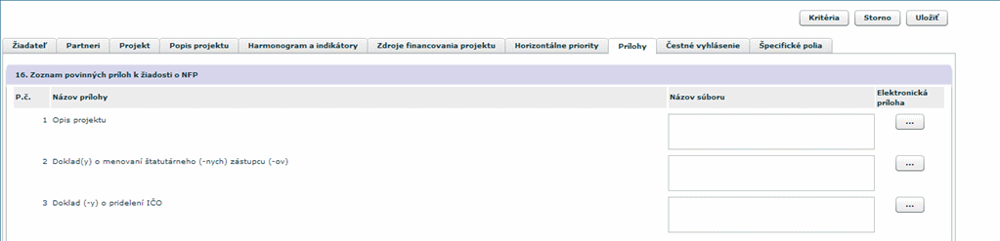 Kritéria Storno Uložiť
Žiadateľ Partneri Projekt Popis projektu Harmonogram a indikátory Zdroje financovania projektu Horizontálne priority Prílohy Čestné vyhlásenie Špecifické polia
16. Zoznam povinných príloh k žiadosti o NFP
P.č. Názov prílohy Názov súboru Elektronická príloha
1 Opis projektu ...
2 Doklad(y) o menovaní štatutárneho (-nych) zástupcu (-ov) ...
3 Doklad (-y) o pridelení IČO ...